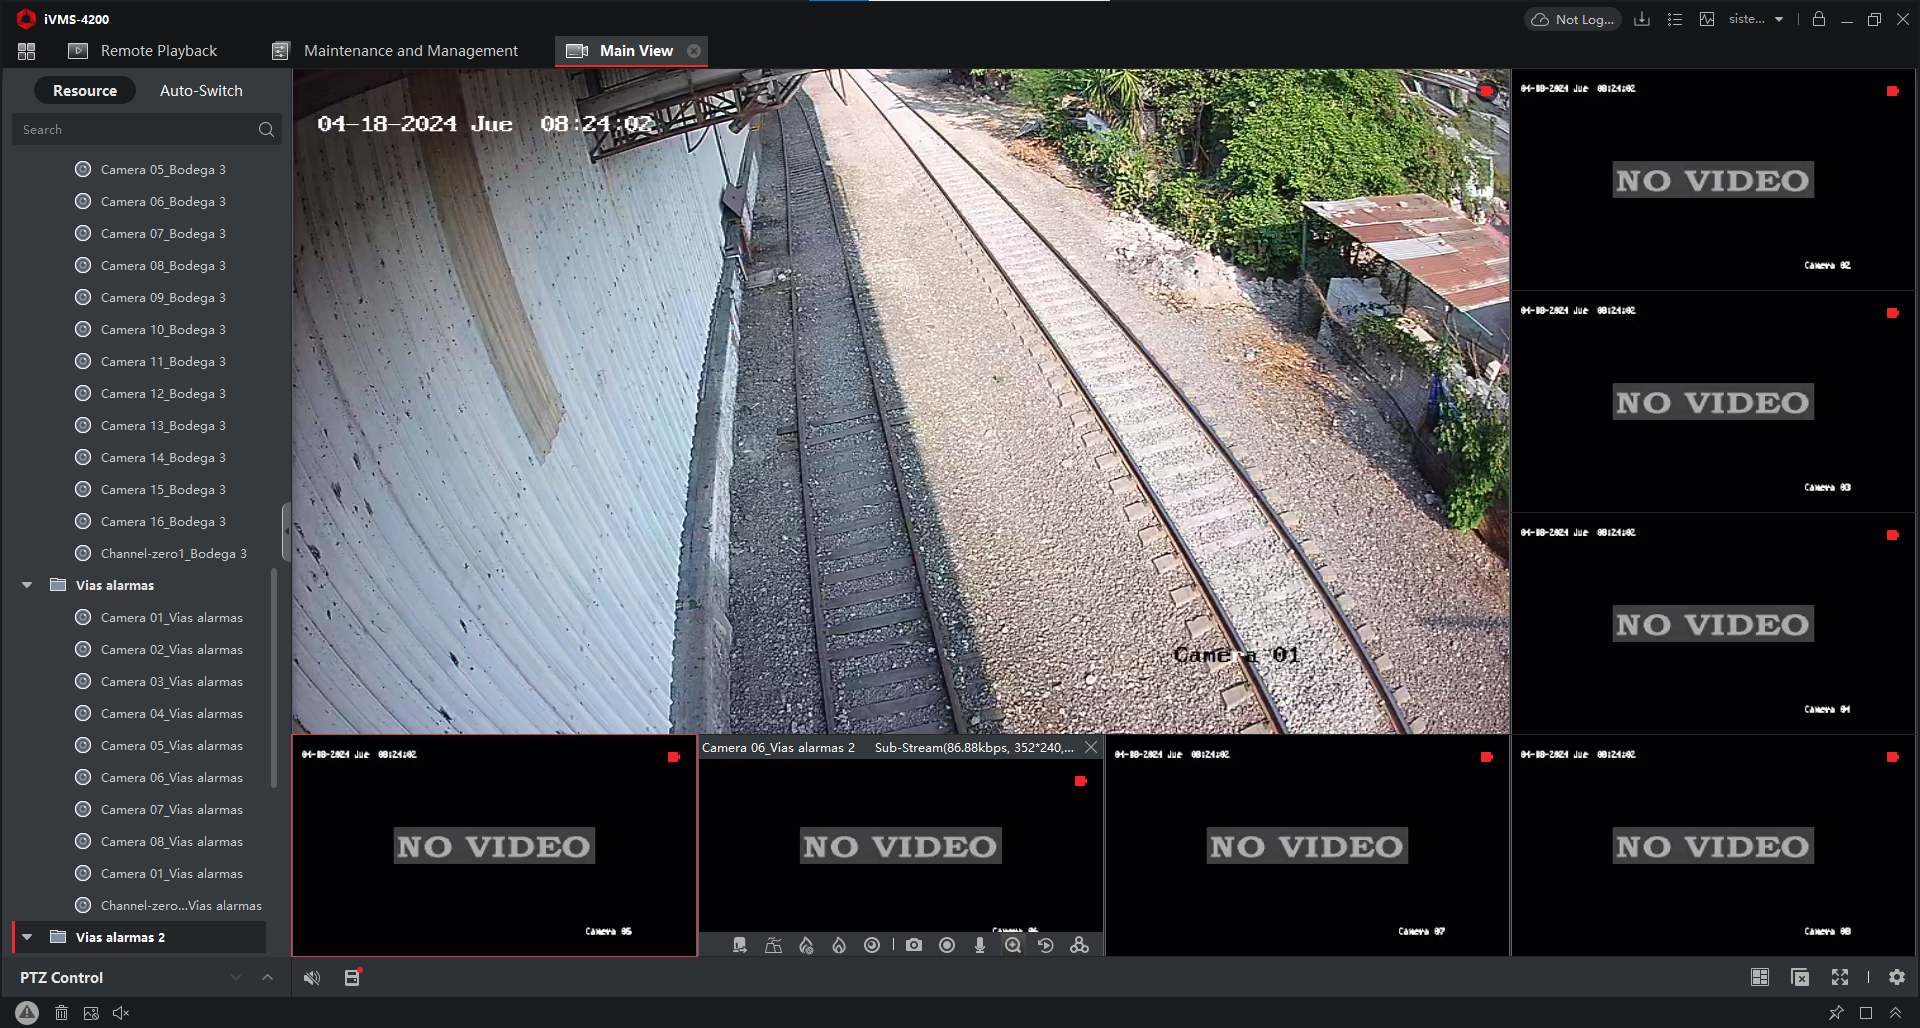 iVMS-4200
Not Log...
siste...
Remote Playback
Maintenance and Management
Main View
Resource
Auto-Switch
Search
Camera 05_Bodega 3
Camera 06_Bodega 3
Camera 07_Bodega 3
Camera 08_Bodega 3
Camera 09_Bodega 3
Camera 10_Bodega 3
Camera 11_Bodega 3
Camera 12_Bodega 3
Camera 13_Bodega 3
Camera 14_Bodega 3
Camera 15_Bodega 3
Camera 16_Bodega 3
Channel-zero1_Bodega 3
Vias alarmas
Camera 01_Vias alarmas
Camera 02_Vias alarmas
Camera 03_Vias alarmas
Camera 04_Vias alarmas
Camera 05_Vias alarmas
Camera 06_Vias alarmas
Camera 07_Vias alarmas
Camera 08_Vias alarmas
Camera 01_Vias alarmas
Channel-zero...Vias alarmas
Vias alarmas 2
PTZ Control
04-18-2024 Jue 08:24:02
Camera 01
04-18-2024 Jue 08:24:02
NO VIDEO
Camera 02
04-18-2024 Jue 08:24:02
NO VIDEO
Camera 03
04-18-2024 Jue 08:24:02
NO VIDEO
Camera 04
04-18-2024 Jue 08:24:02
NO VIDEO
Camera 05
Camera 06_Vias alarmas 2 Sub-Stream(86.88kbps, 352*240,...
NO VIDEO
Camera 06
04-18-2024 Jue 08:24:02
NO VIDEO
Camera 07
04-18-2024 Jue 08:24:02
NO VIDEO
Camera 08